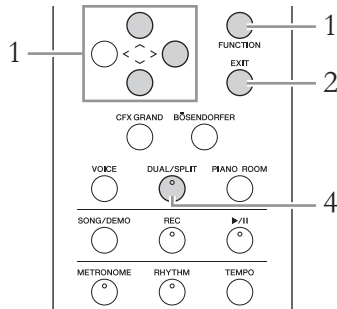 1
1
FUNCTION
EXIT
2
CFX GRAND BÖSENDORFER
VOICE DUAL/SPLIT PIANO ROOM
4
SONG/DEMO REC ▶/II
METRONOME RHYTHM TEMPO